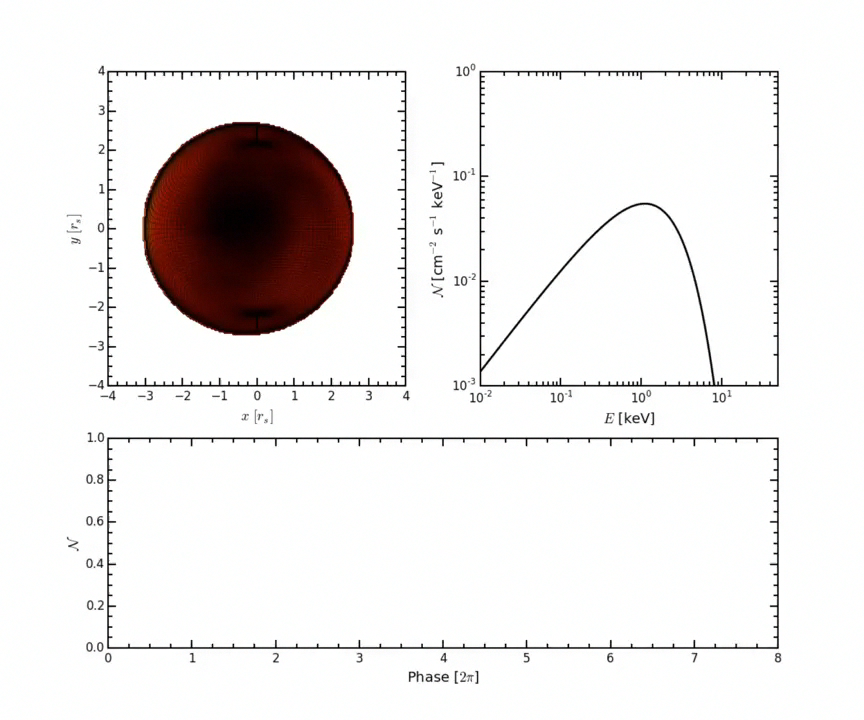 4
3
2
1
0
−1
−2
−3
−4
−4 −3 −2 −1 0 1 2 3 4
y [r_s]
x [r_s]
10^0
10^-1
10^-2
10^-3
10^-2 10^-1 10^0 10^1
𝒩 [cm^−2 s^−1 keV^−1]
E [keV]
1.0
0.8
0.6
0.4
0.2
0.0
0 1 2 3 4 5 6 7 8
𝒩
Phase [2π]